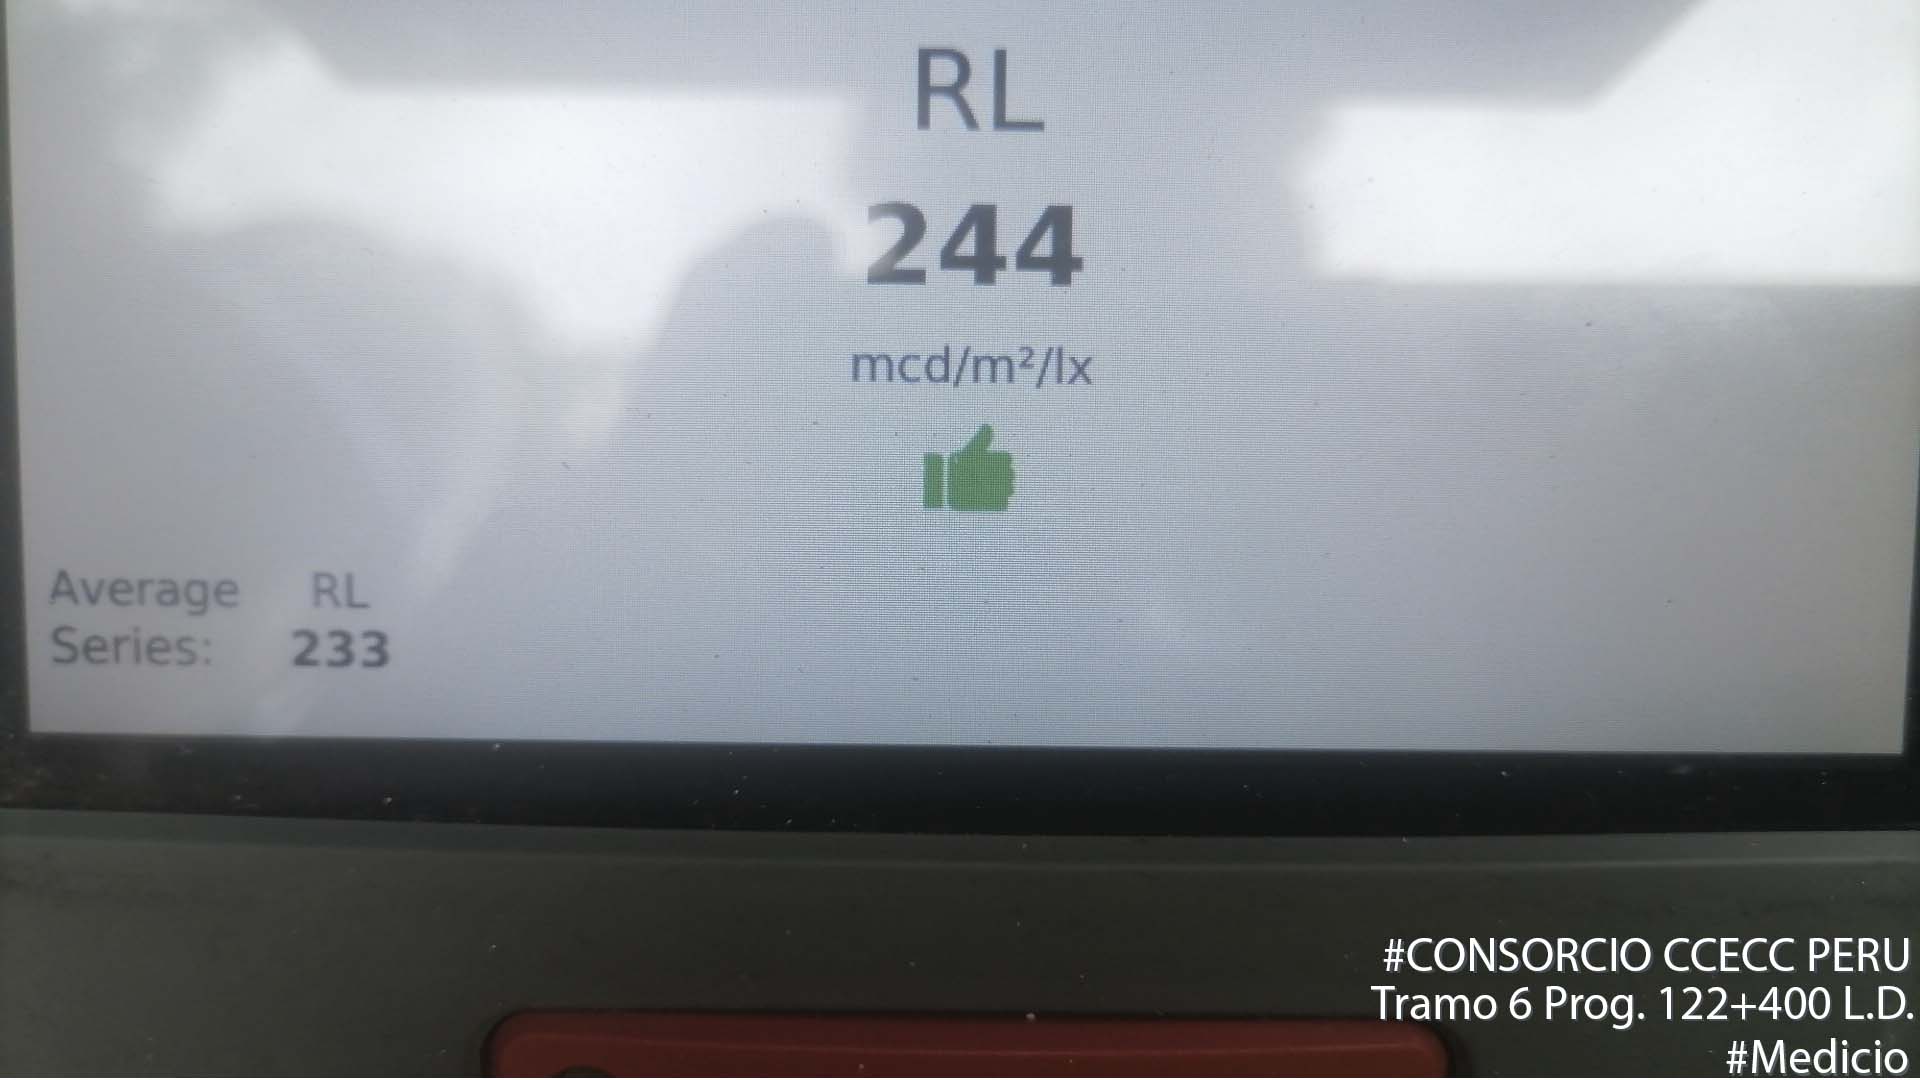 RL
244
mcd/m²/lx
Average RL
Series: 233
#CONSORCIO CCECC PERU
Tramo 6 Prog. 122+400 L.D.
#Medicio